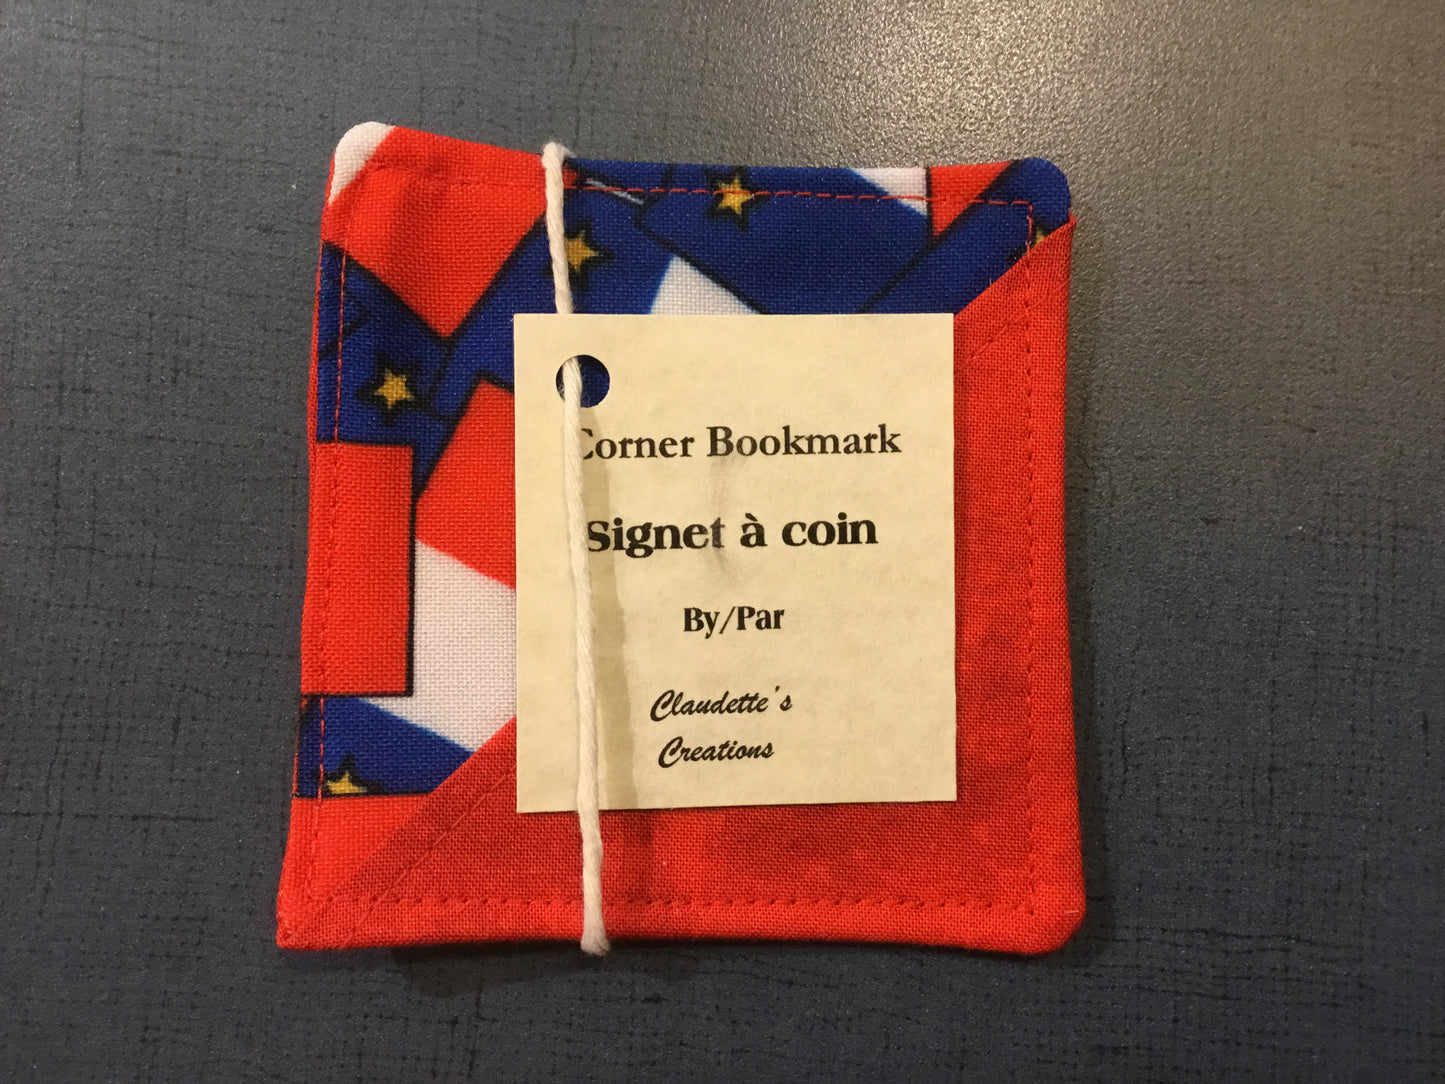 Corner Bookmark
Signet à coin
By/Par
Claudette's
Creations